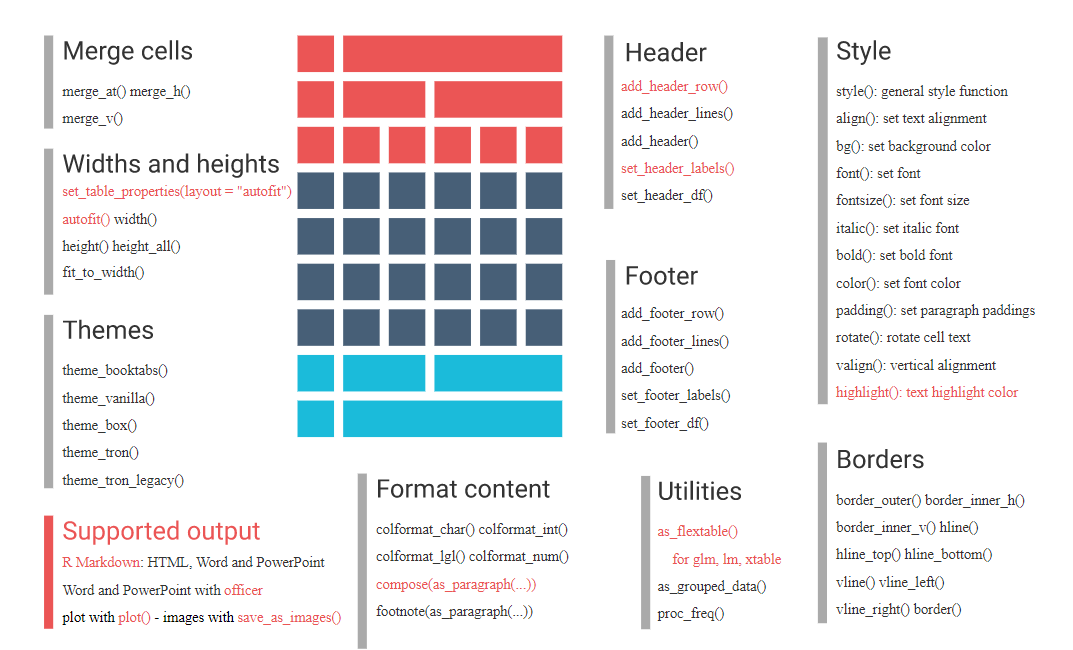 Merge cells
merge_at() merge_h()
merge_v()
Widths and heights
set_table_properties(layout = "autofit")
autofit() width()
height() height_all()
fit_to_width()
Themes
theme_booktabs()
theme_vanilla()
theme_box()
theme_tron()
theme_tron_legacy()
Supported output
R Markdown: HTML, Word and PowerPoint
Word and PowerPoint with officer
plot with plot() - images with save_as_images()
Format content
colformat_char() colformat_int()
colformat_lgl() colformat_num()
compose(as_paragraph(...))
footnote(as_paragraph(...))
Header
add_header_row()
add_header_lines()
add_header()
set_header_labels()
set_header_df()
Footer
add_footer_row()
add_footer_lines()
add_footer()
set_footer_labels()
set_footer_df()
Utilities
as_flextable()
for glm, lm, xtable
as_grouped_data()
proc_freq()
Style
style(): general style function
align(): set text alignment
bg(): set background color
font(): set font
fontsize(): set font size
italic(): set italic font
bold(): set bold font
color(): set font color
padding(): set paragraph paddings
rotate(): rotate cell text
valign(): vertical alignment
highlight(): text highlight color
Borders
border_outer() border_inner_h()
border_inner_v() hline()
hline_top() hline_bottom()
vline() vline_left()
vline_right() border()